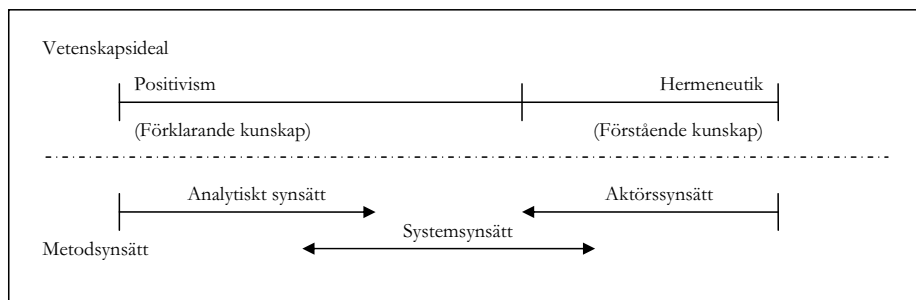 Vetenskapsideal
Positivism Hermeneutik
(Förklarande kunskap) (Förstående kunskap)
Analytiskt synsätt Aktörssynsätt
Systemsynsätt
Metodsynsätt